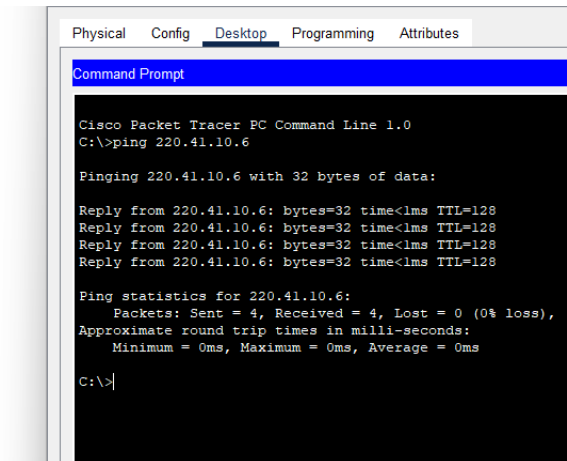 Physical Config Desktop Programming Attributes
Command Prompt
Cisco Packet Tracer PC Command Line 1.0
C:\>ping 220.41.10.6
Pinging 220.41.10.6 with 32 bytes of data:
Reply from 220.41.10.6: bytes=32 time<1ms TTL=128
Reply from 220.41.10.6: bytes=32 time<1ms TTL=128
Reply from 220.41.10.6: bytes=32 time<1ms TTL=128
Reply from 220.41.10.6: bytes=32 time<1ms TTL=128
Ping statistics for 220.41.10.6:
Packets: Sent = 4, Received = 4, Lost = 0 (0% loss),
Approximate round trip times in milli-seconds:
Minimum = 0ms, Maximum = 0ms, Average = 0ms
C:\>